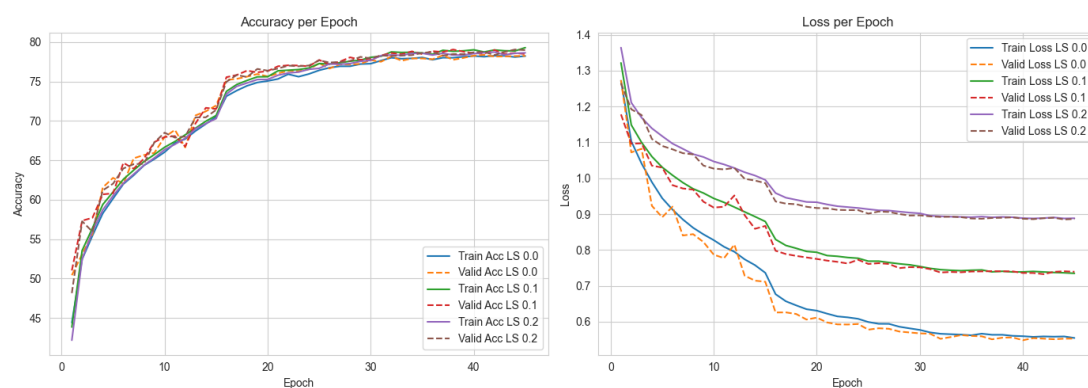 Accuracy per Epoch
Accuracy
80
75
70
65
60
55
50
45
0
10
20
30
40
Epoch
Train Acc LS 0.0
Valid Acc LS 0.0
Train Acc LS 0.1
Valid Acc LS 0.1
Train Acc LS 0.2
Valid Acc LS 0.2
Loss per Epoch
Loss
1.4
1.3
1.2
1.1
1.0
0.9
0.8
0.7
0.6
0
10
20
30
40
Epoch
Train Loss LS 0.0
Valid Loss LS 0.0
Train Loss LS 0.1
Valid Loss LS 0.1
Train Loss LS 0.2
Valid Loss LS 0.2